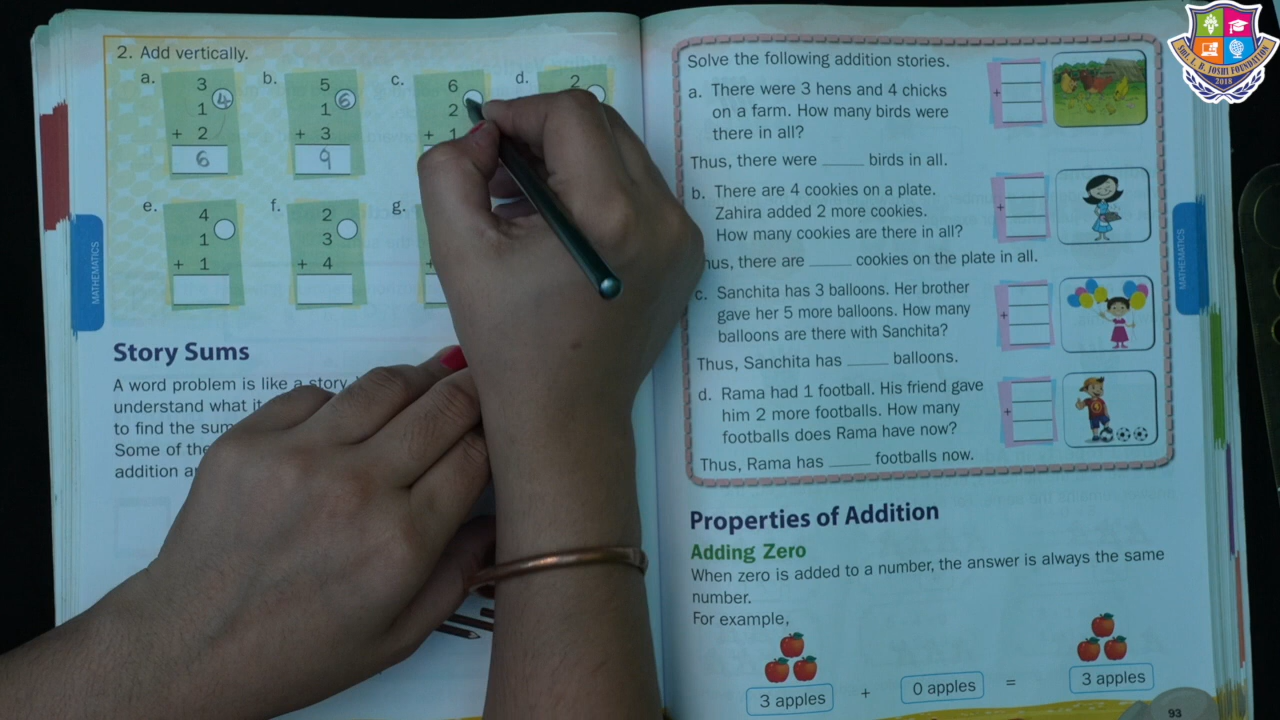 2. Add vertically.
a. 3
1 4
+ 2
6
b. 5
1 6
+ 3
9
c. 6
2
+ 1
d. 2
e. 4
1
+ 1
f. 2
3
+ 4
g.
+
Story Sums
A word problem is like a story.
understand what it
to find the sum
Some of the
addition
MATHEMATICS
Solve the following addition stories.
a. There were 3 hens and 4 chicks
on a farm. How many birds were
there in all?
+
Thus, there were _____ birds in all.
b. There are 4 cookies on a plate.
Zahira added 2 more cookies.
How many cookies are there in all?
+
hus, there are _____ cookies on the plate in all.
c. Sanchita has 3 balloons. Her brother
gave her 5 more balloons. How many
balloons are there with Sanchita?
+
Thus, Sanchita has _____ balloons.
d. Rama had 1 football. His friend gave
him 2 more footballs. How many
footballs does Rama have now?
+
Thus, Rama has _____ footballs now.
MATHEMATICS
Properties of Addition
Adding Zero
When zero is added to a number, the answer is always the same
number.
For example,
3 apples + 0 apples = 3 apples
93
SHL. L. B. JOSHI FOUNDATION
2018